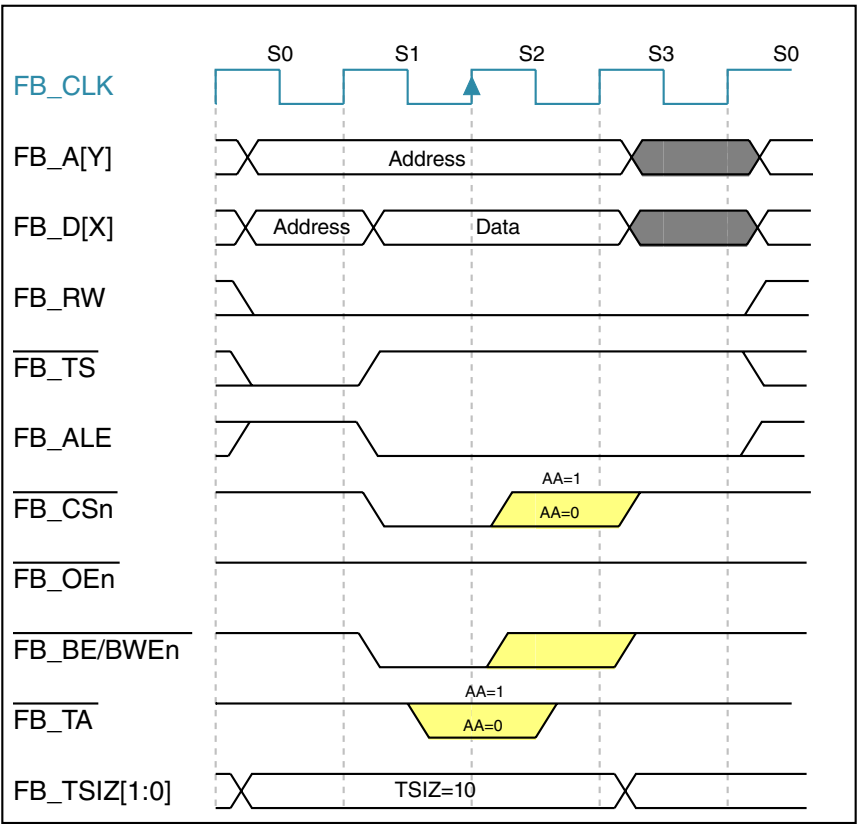 S0 S1 S2 S3 S0
FB_CLK
FB_A[Y] Address
FB_D[X] Address Data
FB_RW
FB_TS
FB_ALE
AA=1
FB_CSn AA=0
FB_OEn
FB_BE/BWEn
AA=1
FB_TA AA=0
FB_TSIZ[1:0] TSIZ=10